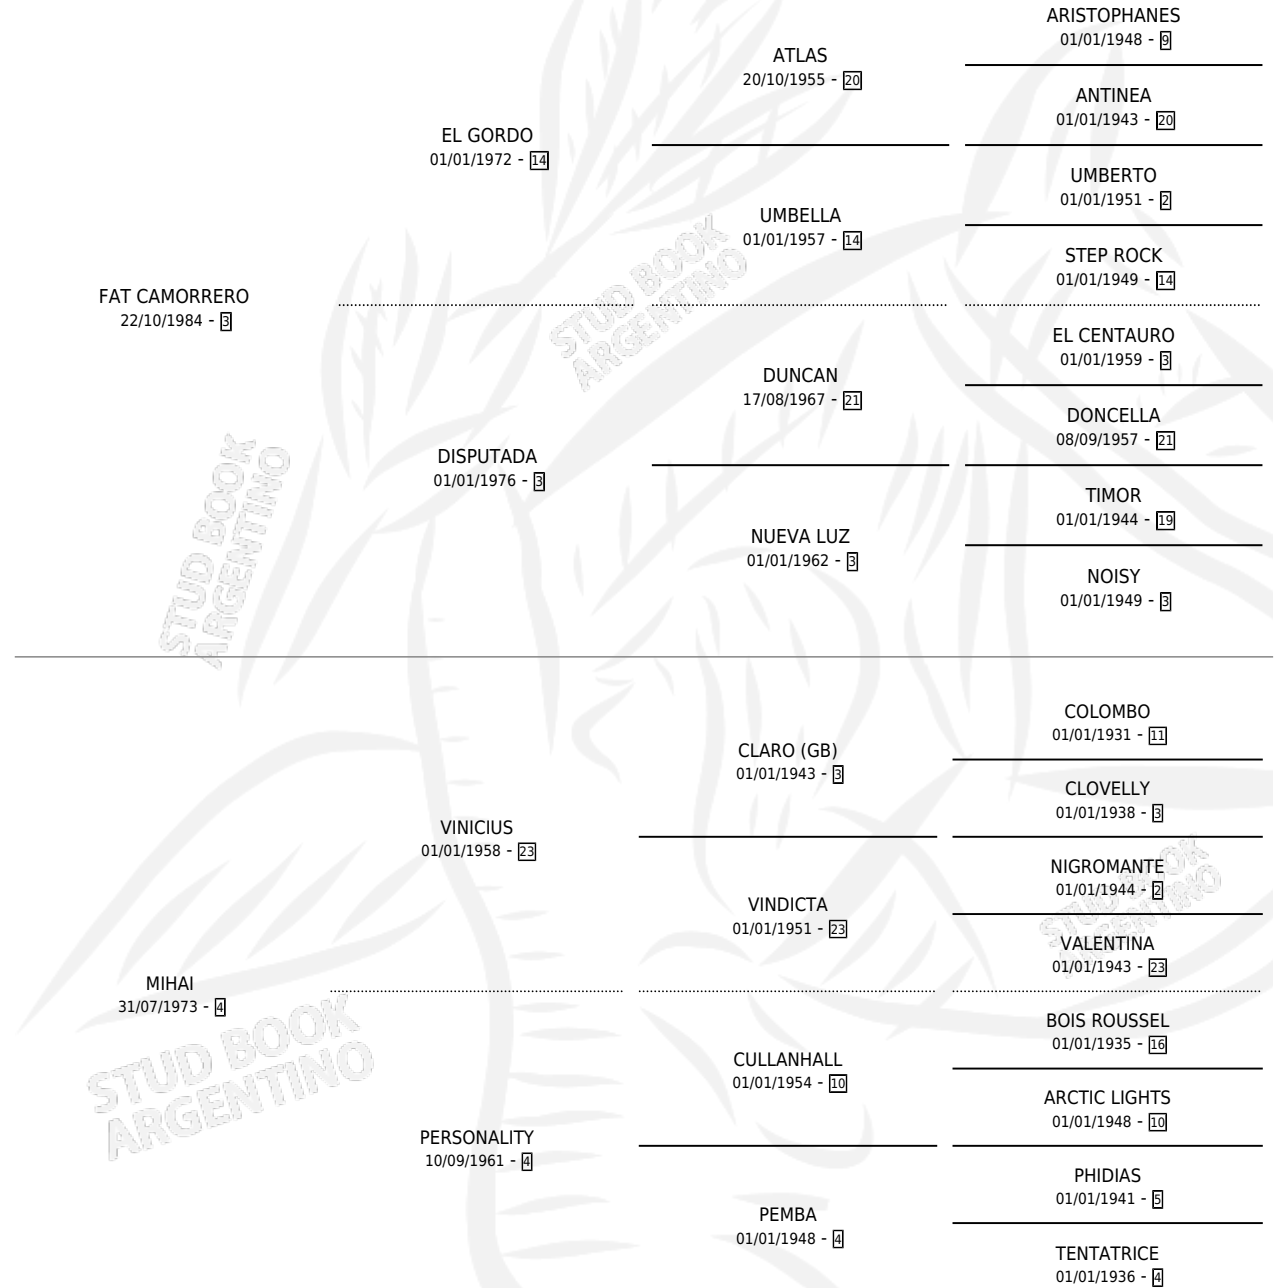 ARISTOPHANES
01/01/1948 - 9
ATLAS
20/10/1955 - 20
ANTINEA
01/01/1943 - 20
EL GORDO
01/01/1972 - 14
UMBERTO
01/01/1951 - 2
UMBELLA
01/01/1957 - 14
STEP ROCK
01/01/1949 - 14
FAT CAMORRERO
22/10/1984 - 3
EL CENTAURO
01/01/1959 - 3
DUNCAN
17/08/1967 - 21
DONCELLA
08/09/1957 - 21
DISPUTADA
01/01/1976 - 3
TIMOR
01/01/1944 - 19
NUEVA LUZ
01/01/1962 - 3
NOISY
01/01/1949 - 3
COLOMBO
01/01/1931 - 11
CLARO (GB)
01/01/1943 - 3
CLOVELLY
01/01/1938 - 3
VINICIUS
01/01/1958 - 23
NIGROMANTE
01/01/1944 - 2
VINDICTA
01/01/1951 - 23
VALENTINA
01/01/1943 - 23
MIHAI
31/07/1973 - 4
BOIS ROUSSEL
01/01/1935 - 16
CULLANHALL
01/01/1954 - 10
ARCTIC LIGHTS
01/01/1948 - 10
PERSONALITY
10/09/1961 - 4
PHIDIAS
01/01/1941 - 5
PEMBA
01/01/1948 - 4
TENTATRICE
01/01/1936 - 4
STUD BOOK
ARGENTINO
STUD BOOK
ARGENTINO
STUD BOOK
ARGENTINO
STUD BOOK
ARGENTINO